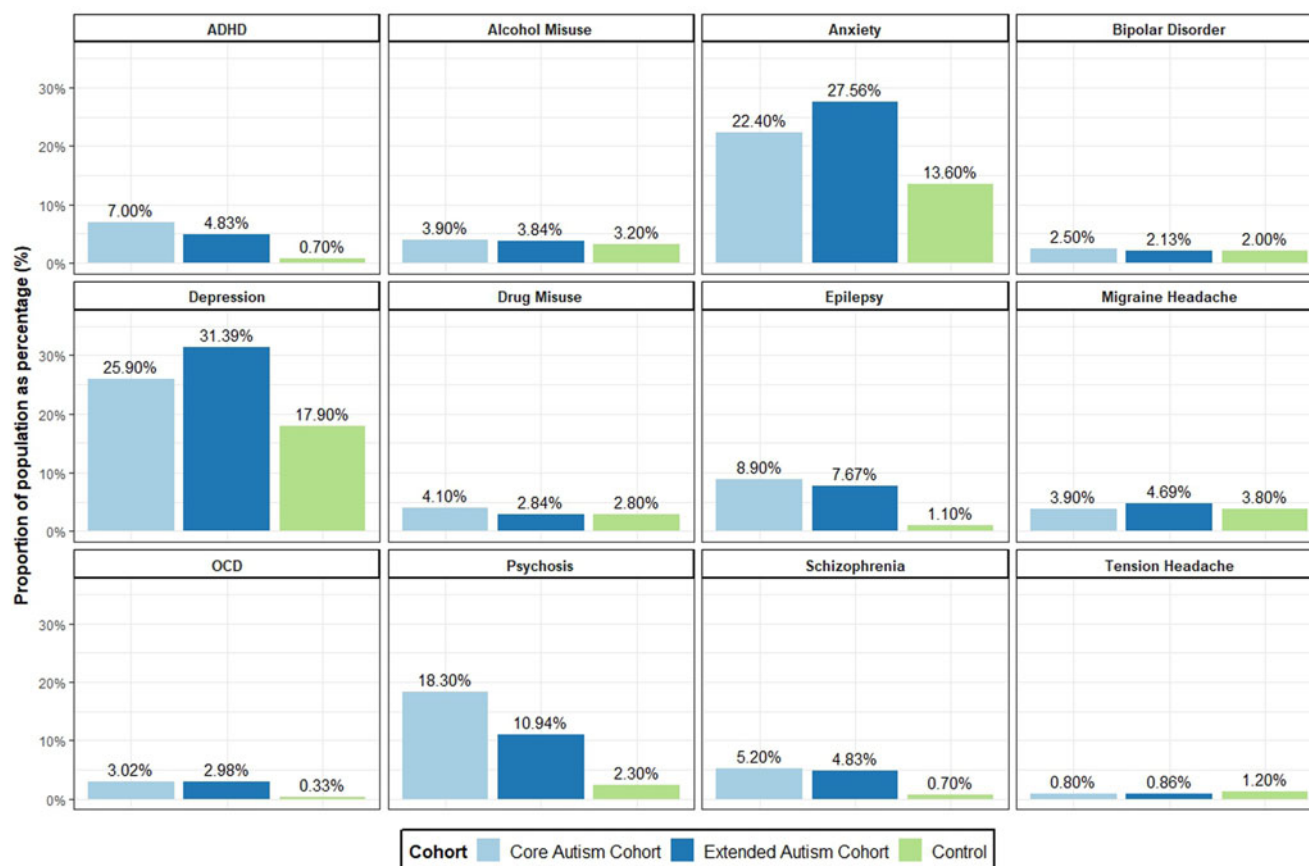 ADHD Alcohol Misuse Anxiety Bipolar Disorder
30%
20%
10%
0%
7.00% 4.83% 0.70%
3.90% 3.84% 3.20%
22.40% 27.56% 13.60%
2.50% 2.13% 2.00%
Depression Drug Misuse Epilepsy Migraine Headache
30%
20%
10%
0%
25.90% 31.39% 17.90%
4.10% 2.84% 2.80%
8.90% 7.67% 1.10%
3.90% 4.69% 3.80%
OCD Psychosis Schizophrenia Tension Headache
30%
20%
10%
0%
3.02% 2.98% 0.33%
18.30% 10.94% 2.30%
5.20% 4.83% 0.70%
0.80% 0.86% 1.20%
Proportion of population as percentage (%)
Cohort Core Autism Cohort Extended Autism Cohort Control